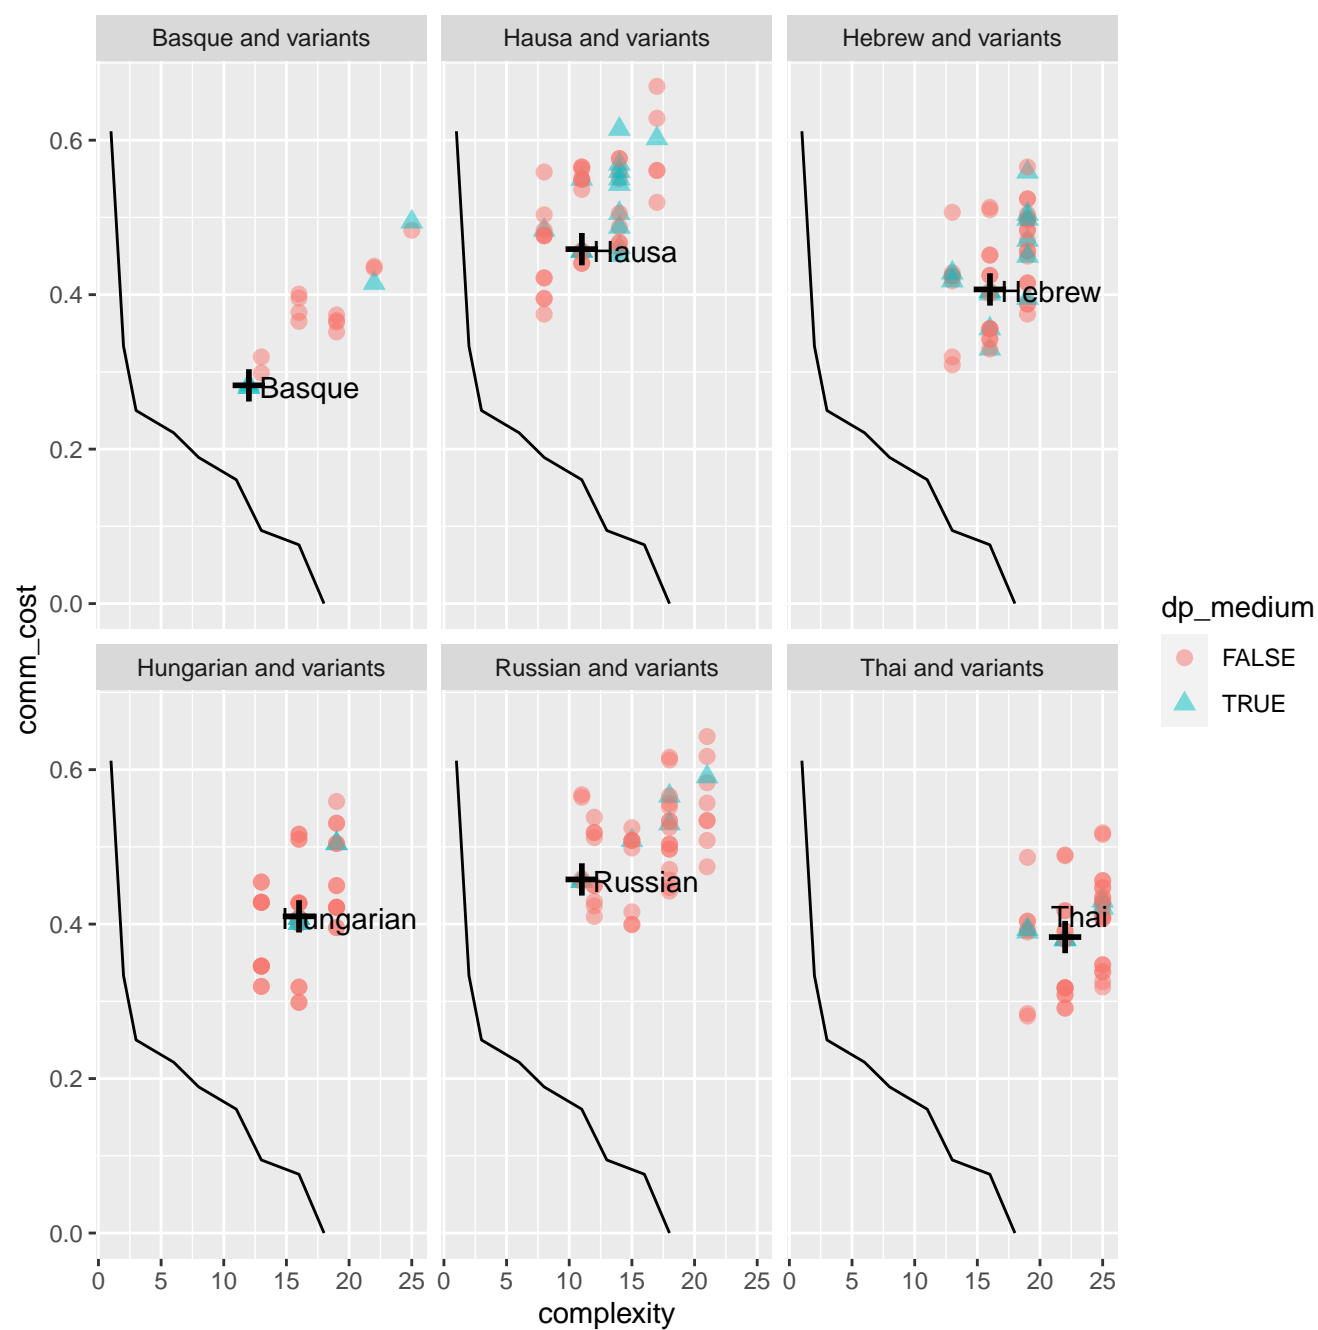 Basque and variants
Hausa and variants
Hebrew and variants
0.6
0.4
0.2
0.0
Basque
Hausa
Hebrew
comm_cost
Hungarian and variants
Russian and variants
Thai and variants
0.6
0.4
0.2
0.0
Hungarian
Russian
Thai
0 5 10 15 20 25
0 5 10 15 20 25
0 5 10 15 20 25
complexity
dp_medium
FALSE
TRUE